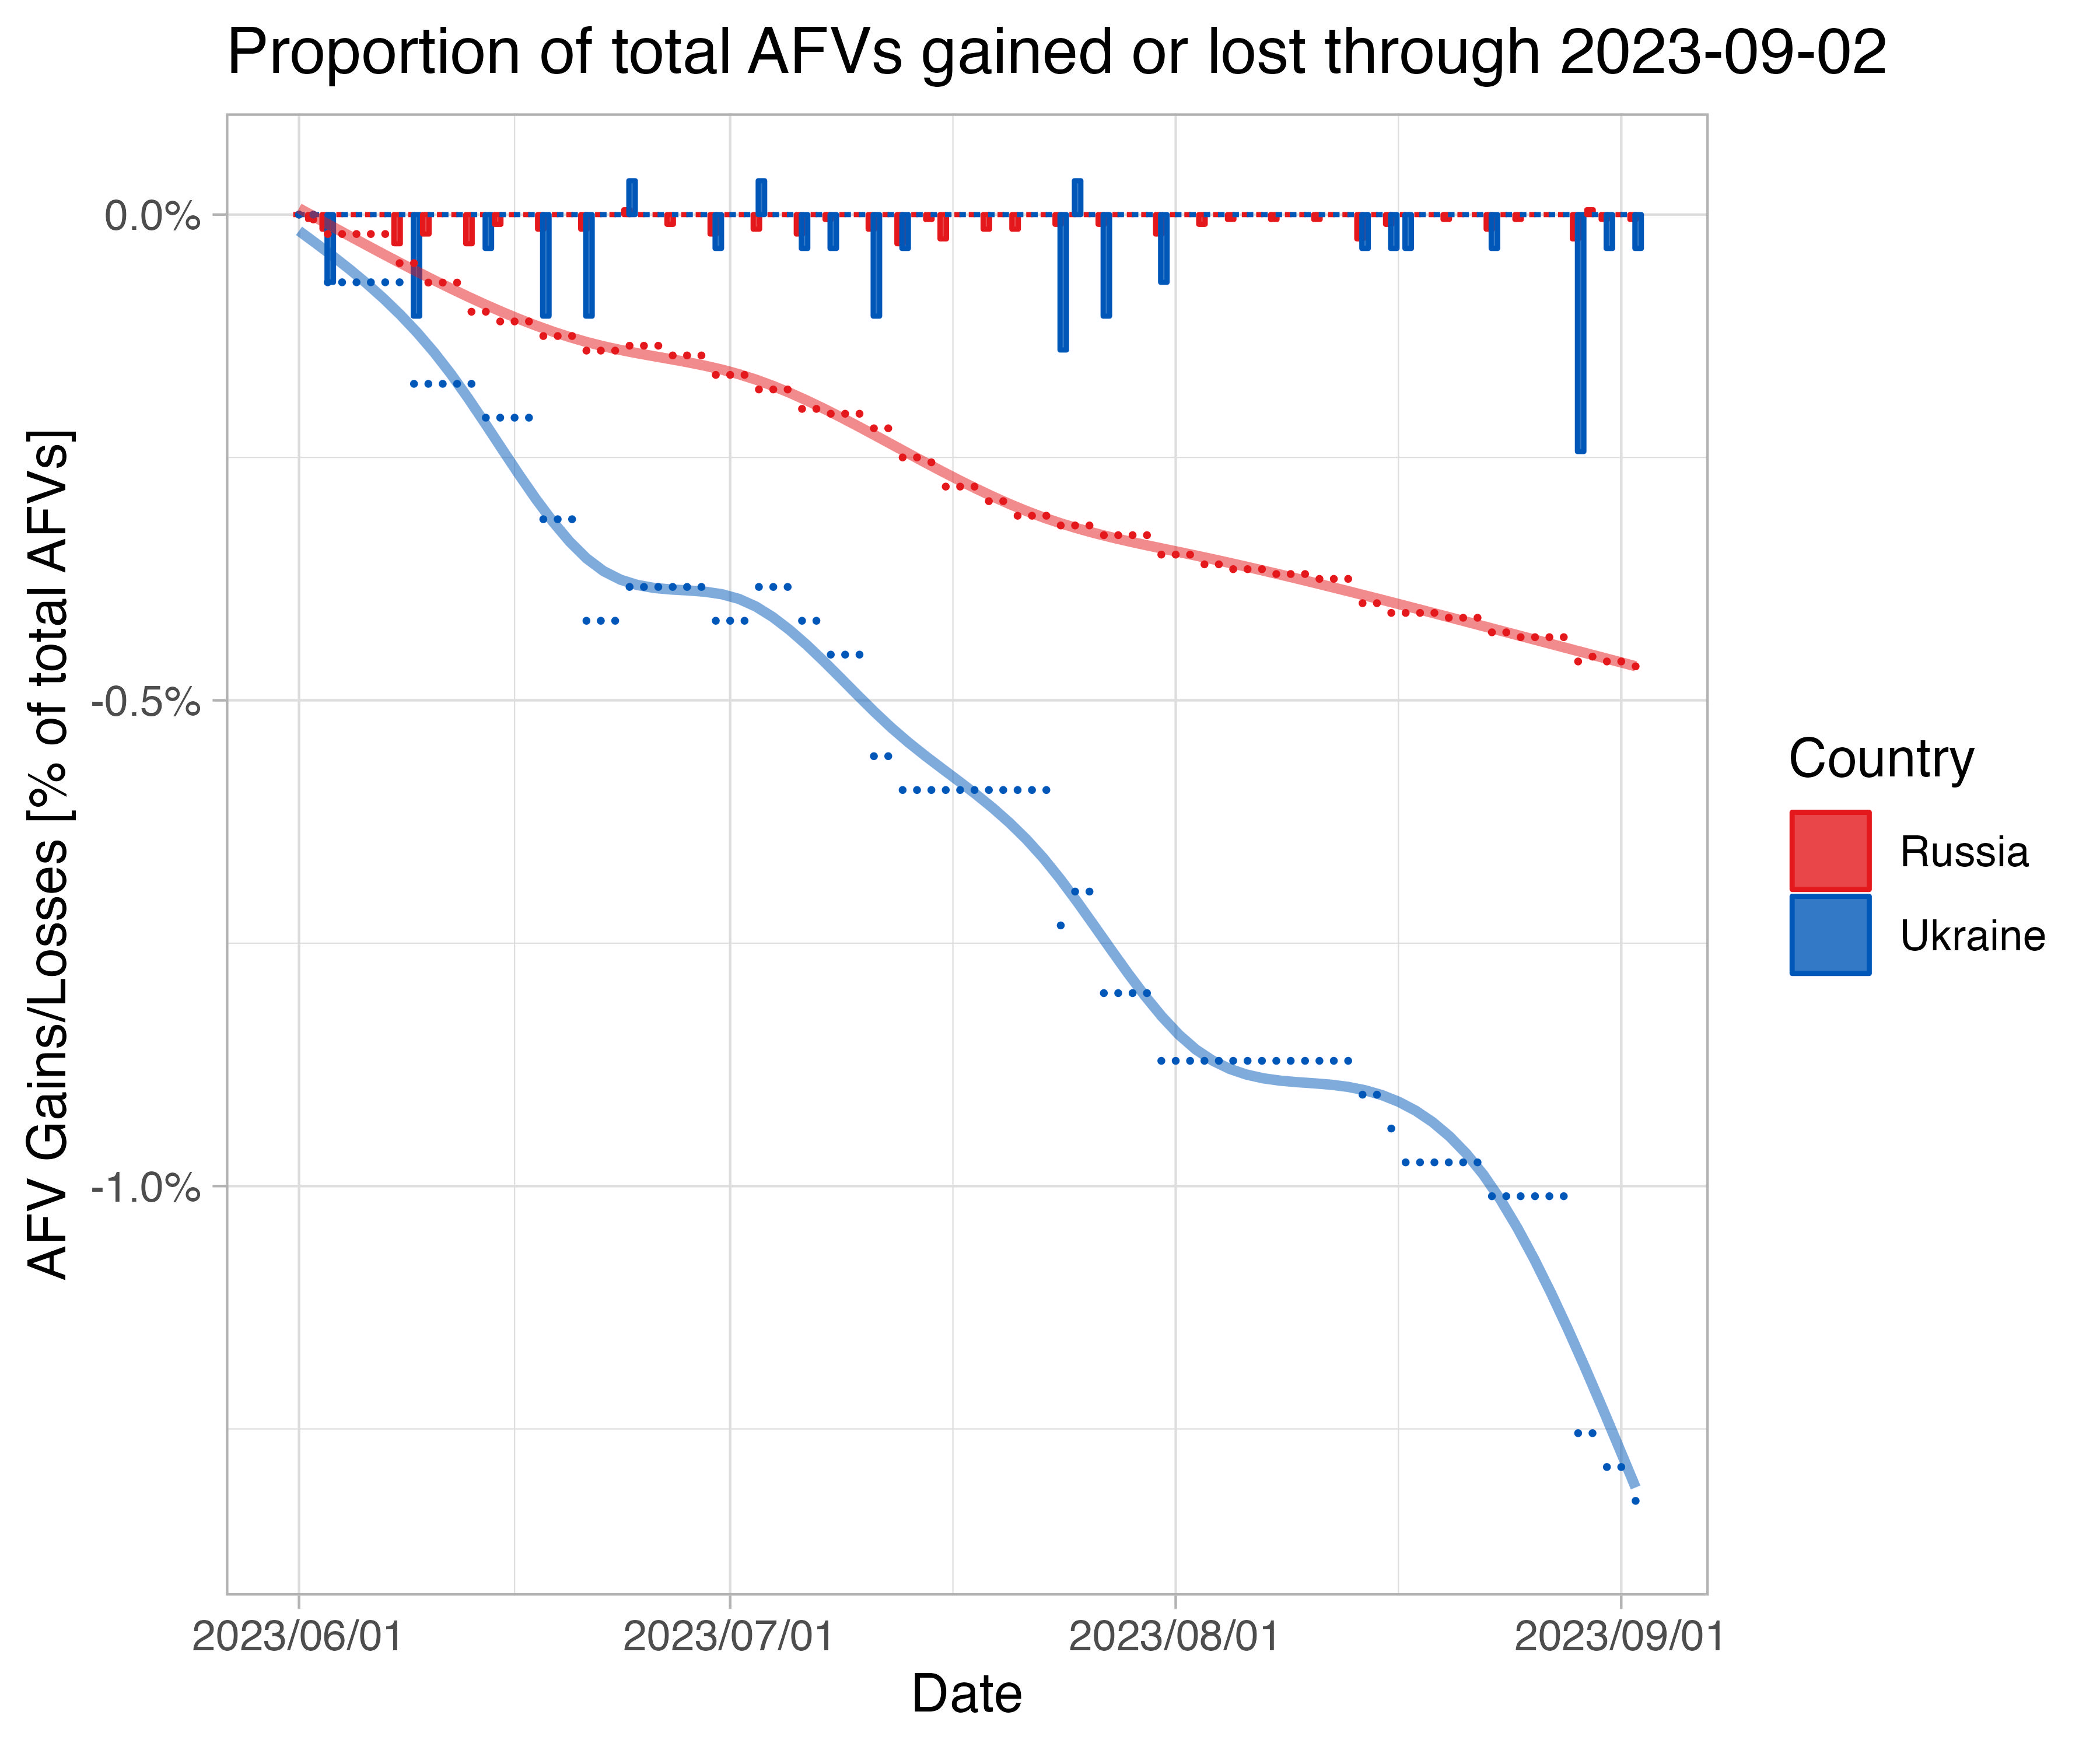 Proportion of total AFVs gained or lost through 2023-09-02
AFV Gains/Losses [% of total AFVs]
0.0%
-0.5%
-1.0%
2023/06/01
2023/07/01
2023/08/01
2023/09/01
Date
Country
Russia
Ukraine